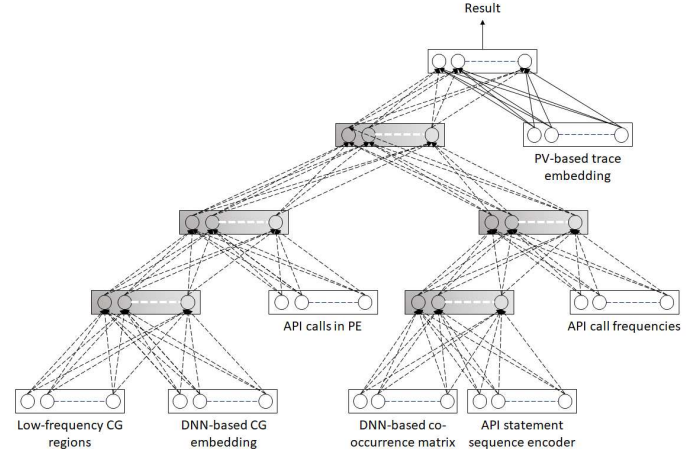 Result
PV-based trace
embedding
API calls in PE
API call frequencies
Low-frequency CG
regions
DNN-based CG
embedding
DNN-based co-
occurrence matrix
API statement
sequence encoder